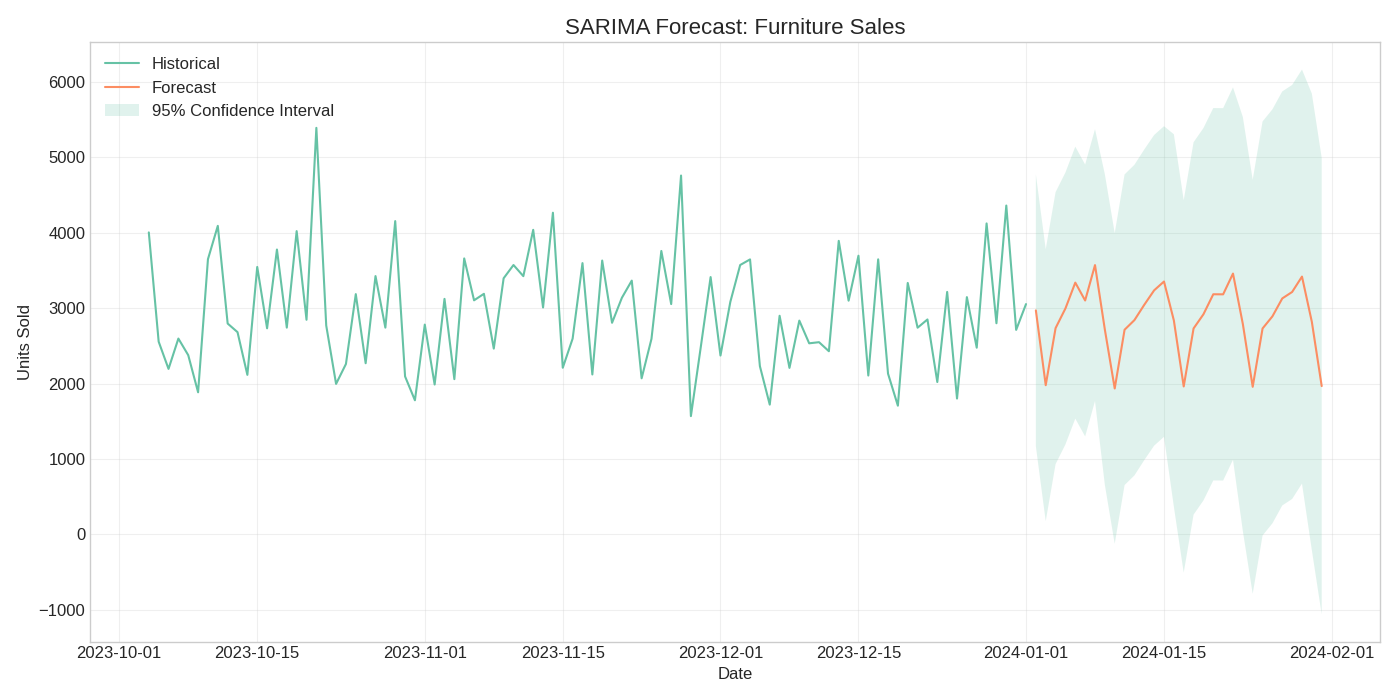 SARIMA Forecast: Furniture Sales
Historical
Forecast
95% Confidence Interval
Units Sold
6000
5000
4000
3000
2000
1000
0
−1000
2023-10-01
2023-10-15
2023-11-01
2023-11-15
2023-12-01
2023-12-15
2024-01-01
2024-01-15
2024-02-01
Date